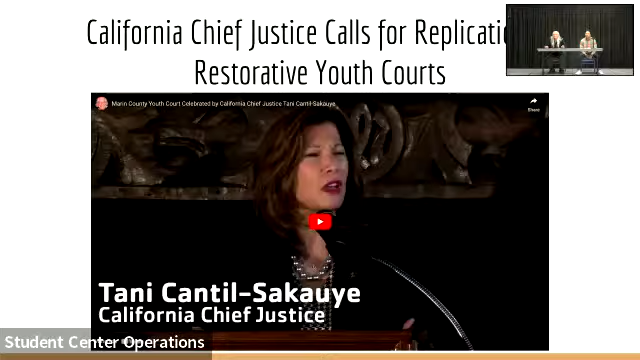 California Chief Justice Calls for Replicatio
Restorative Youth Courts
Marin County Youth Court Celebrated by California Chief Justice Tani Cantil-Sakauye
Share
Tani Cantil-Sakauye
California Chief Justice
Student Center Operations